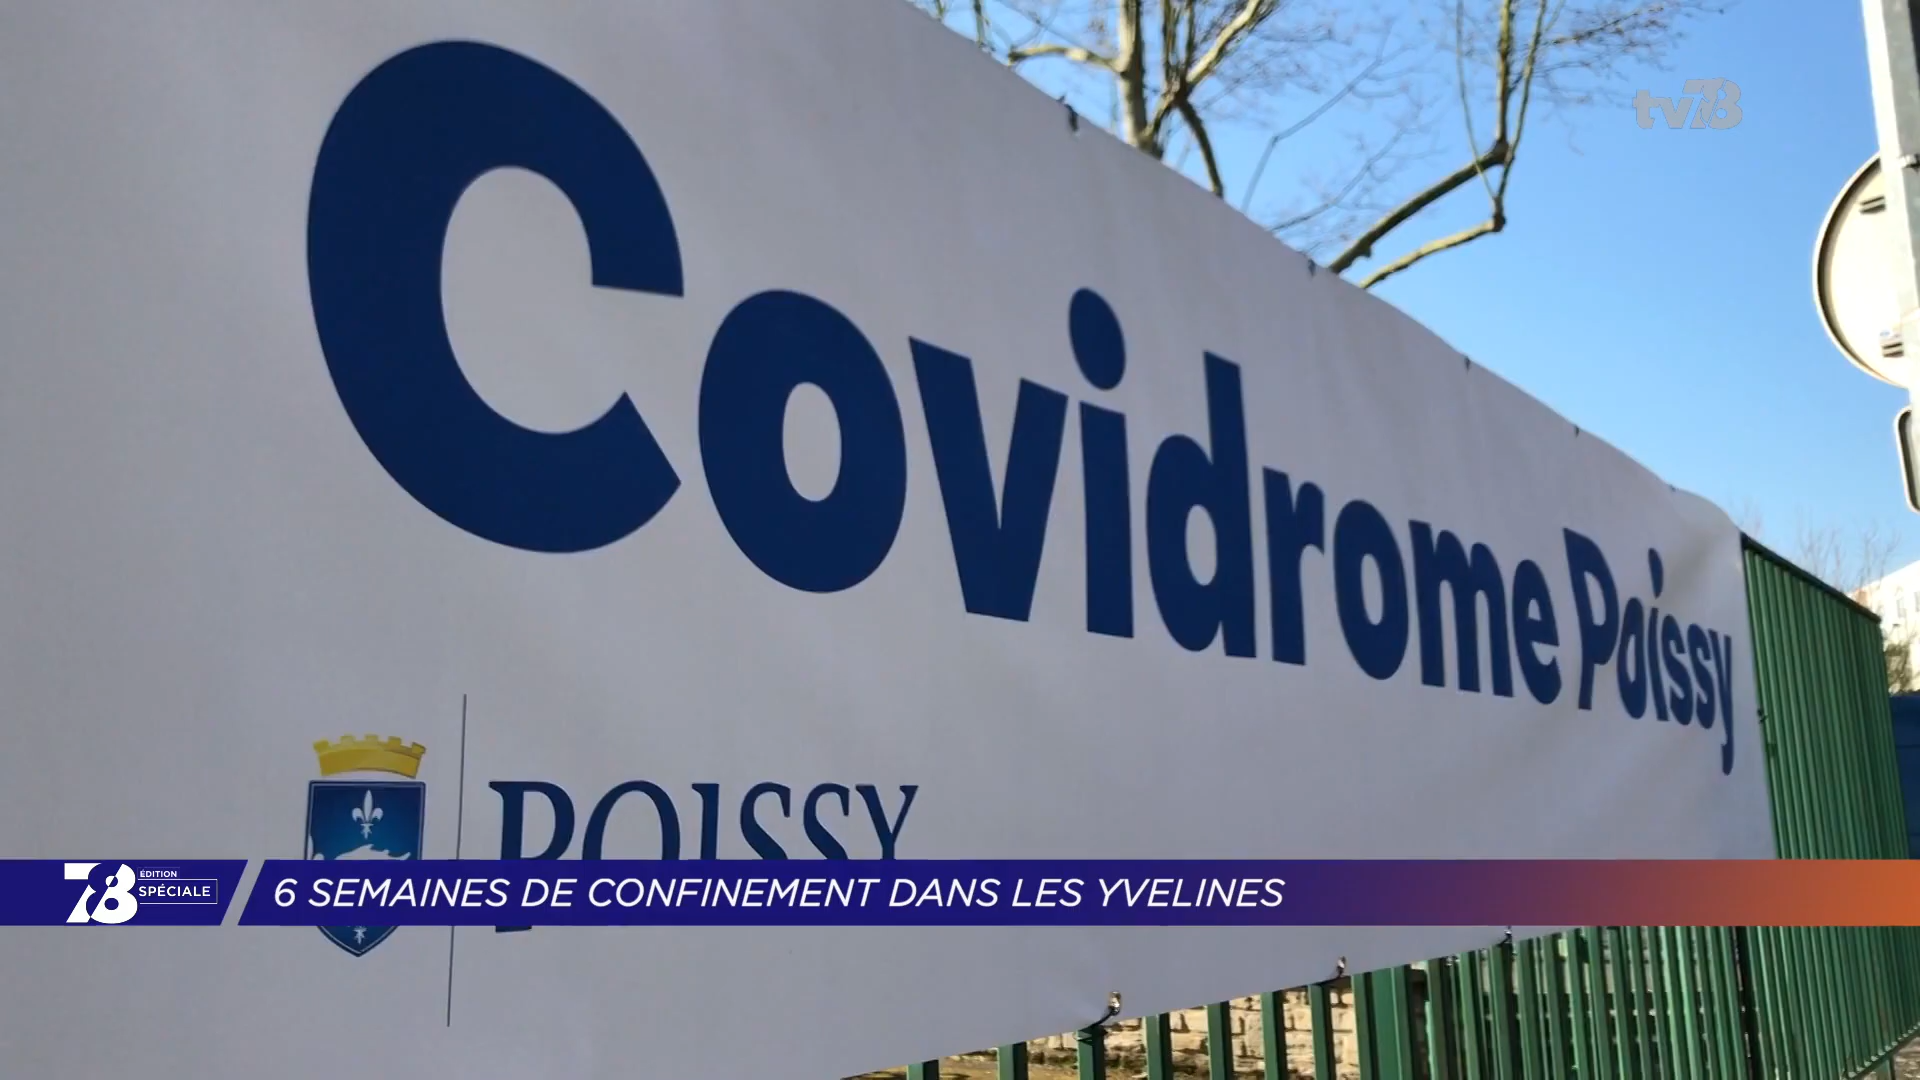 tv78
Covidrome Poissy
POISSY
78 ÉDITION
SPÉCIALE
6 SEMAINES DE CONFINEMENT DANS LES YVELINES